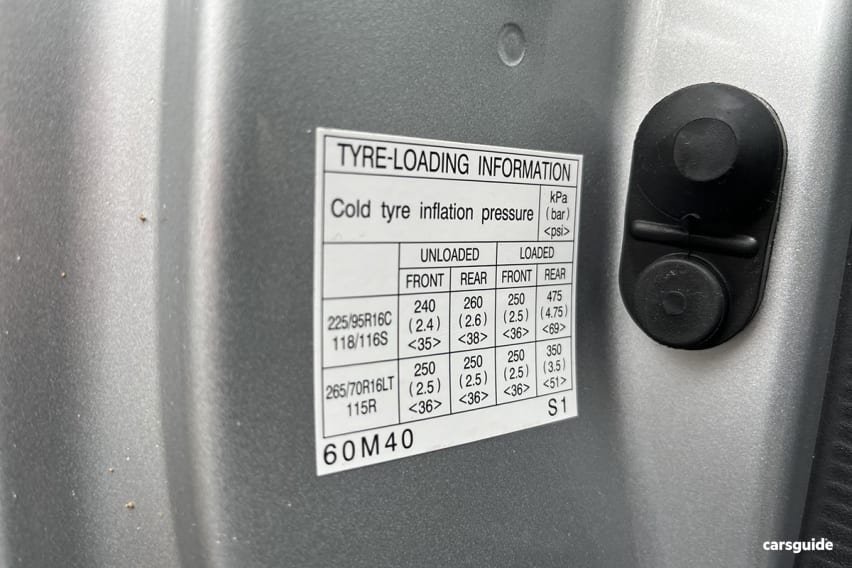 TYRE-LOADING INFORMATION
Cold tyre inflation pressure
kPa
(bar)
<psi>
UNLOADED LOADED
FRONT REAR FRONT REAR
225/95R16C
118/116S
240 260 250 475
(2.4) (2.6) (2.5) (4.75)
<35> <38> <36> <69>
265/70R16LT
115R
250 250 250 350
(2.5) (2.5) (2.5) (3.5)
<36> <36> <36> <51>
60M40 S1
carsguide